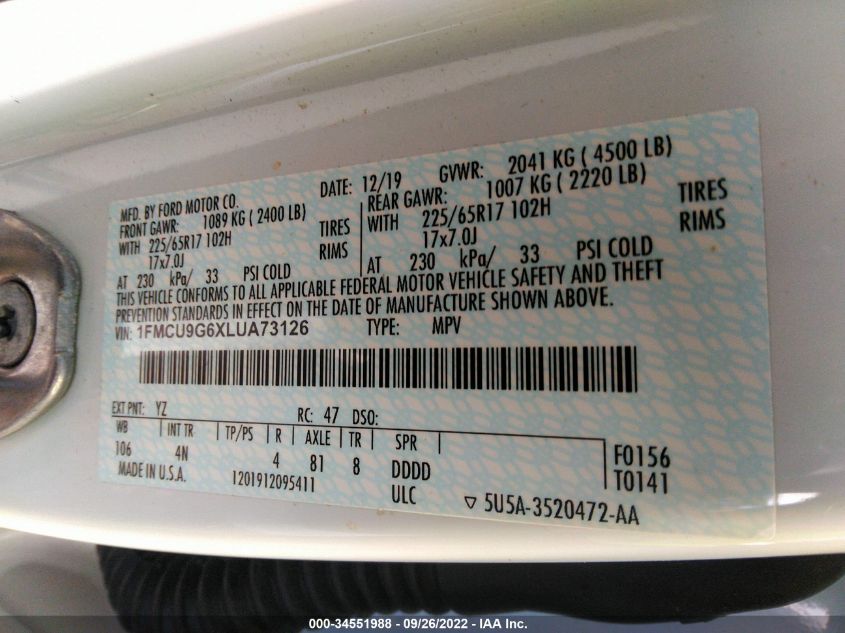 MFD. BY FORD MOTOR CO. DATE: 12/19 GVWR: 2041 KG ( 4500 LB)
FRONT GAWR: 1089 KG ( 2400 LB) REAR GAWR: 1007 KG ( 2220 LB)
WITH 225/65R17 102H TIRES WITH 225/65R17 102H TIRES
17x7.0J RIMS 17x7.0J RIMS
AT 230 kPa/ 33 PSI COLD AT 230 kPa/ 33 PSI COLD
THIS VEHICLE CONFORMS TO ALL APPLICABLE FEDERAL MOTOR VEHICLE SAFETY AND THEFT
PREVENTION STANDARDS IN EFFECT ON THE DATE OF MANUFACTURE SHOWN ABOVE.
VIN: 1FMCU9G6XLUA73126 TYPE: MPV
EXT PNT: YZ RC: 47 DSO:
WB INT TR TP/PS R AXLE TR SPR
106 4N 4 81 8 DDDD F0156
MADE IN U.S.A. 1201912095411 ULC T0141
▽ 5U5A-3520472-AA
000-34551988 - 09/26/2022 - IAA Inc.